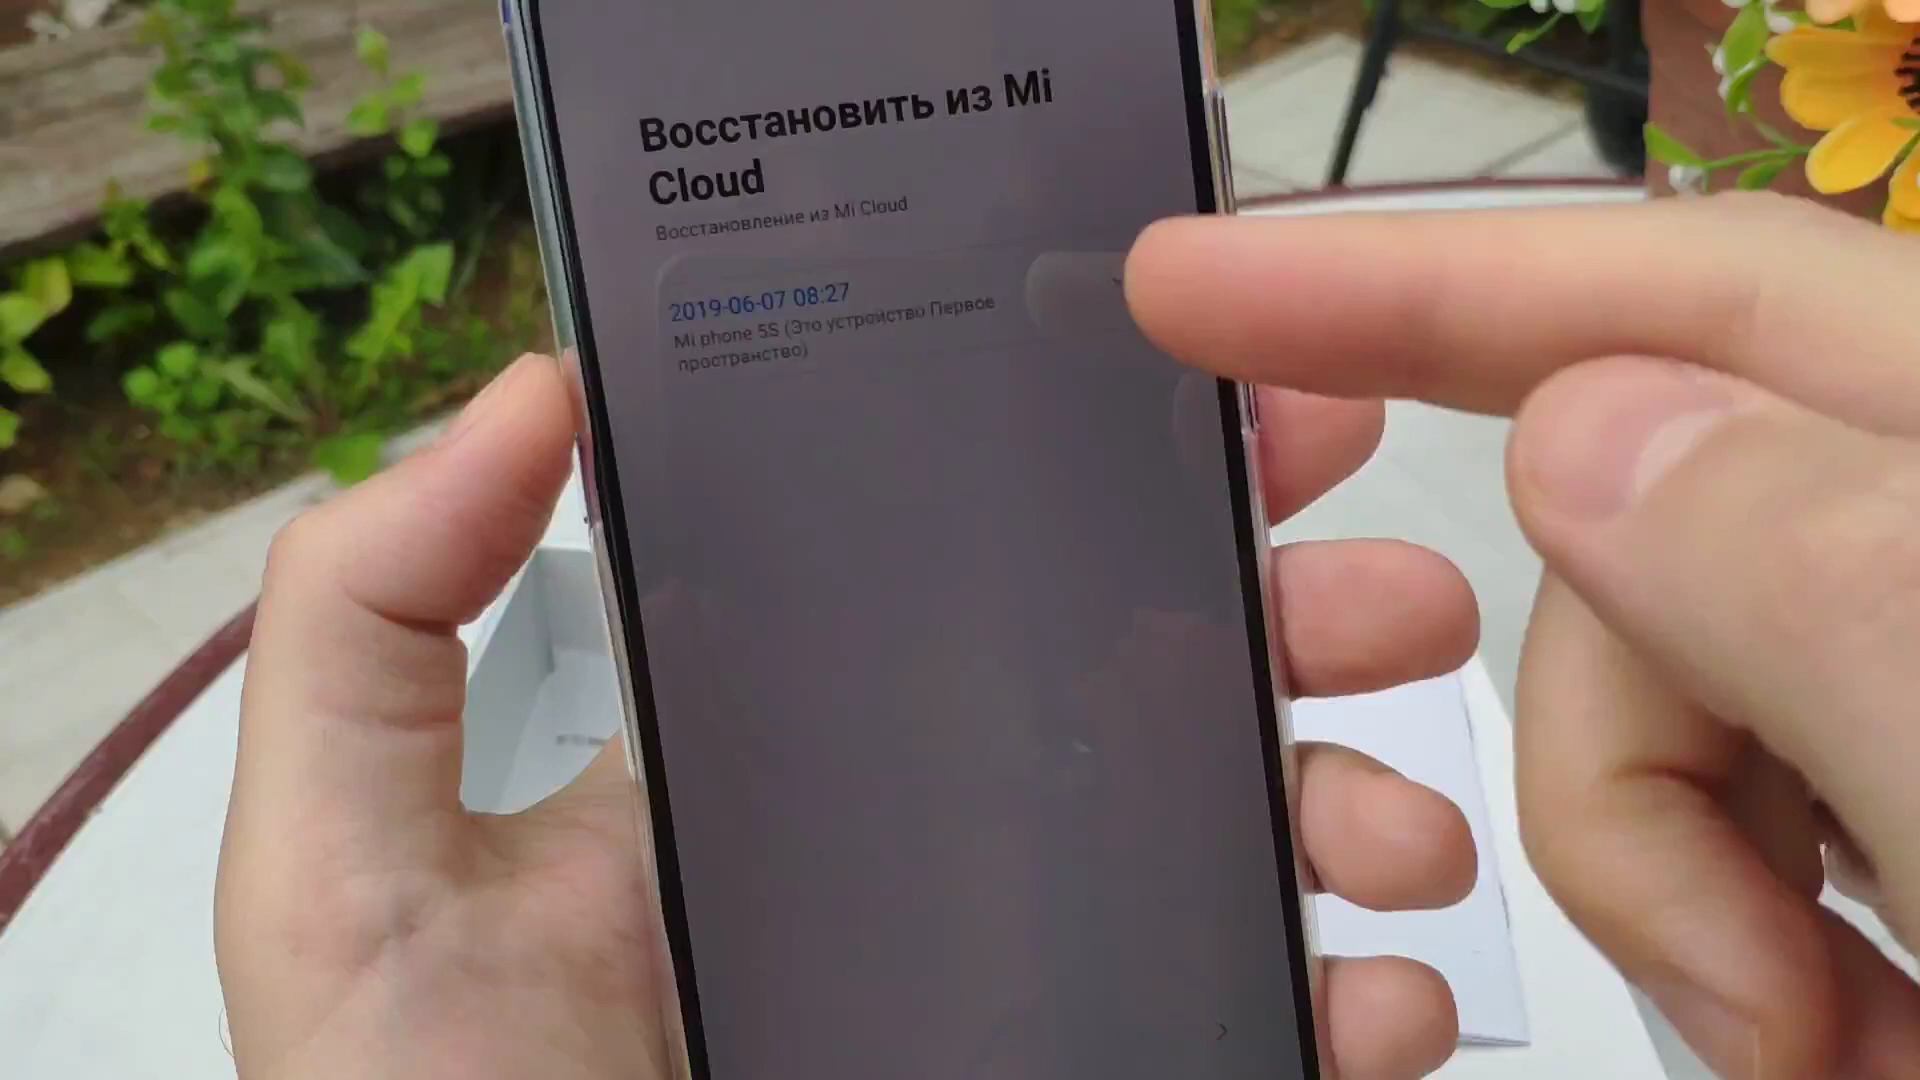 Восстановить из Mi
Cloud
Восстановление из Mi Cloud
2019-06-07 08:27
Mi phone 5S (Это устройство Первое
пространство)